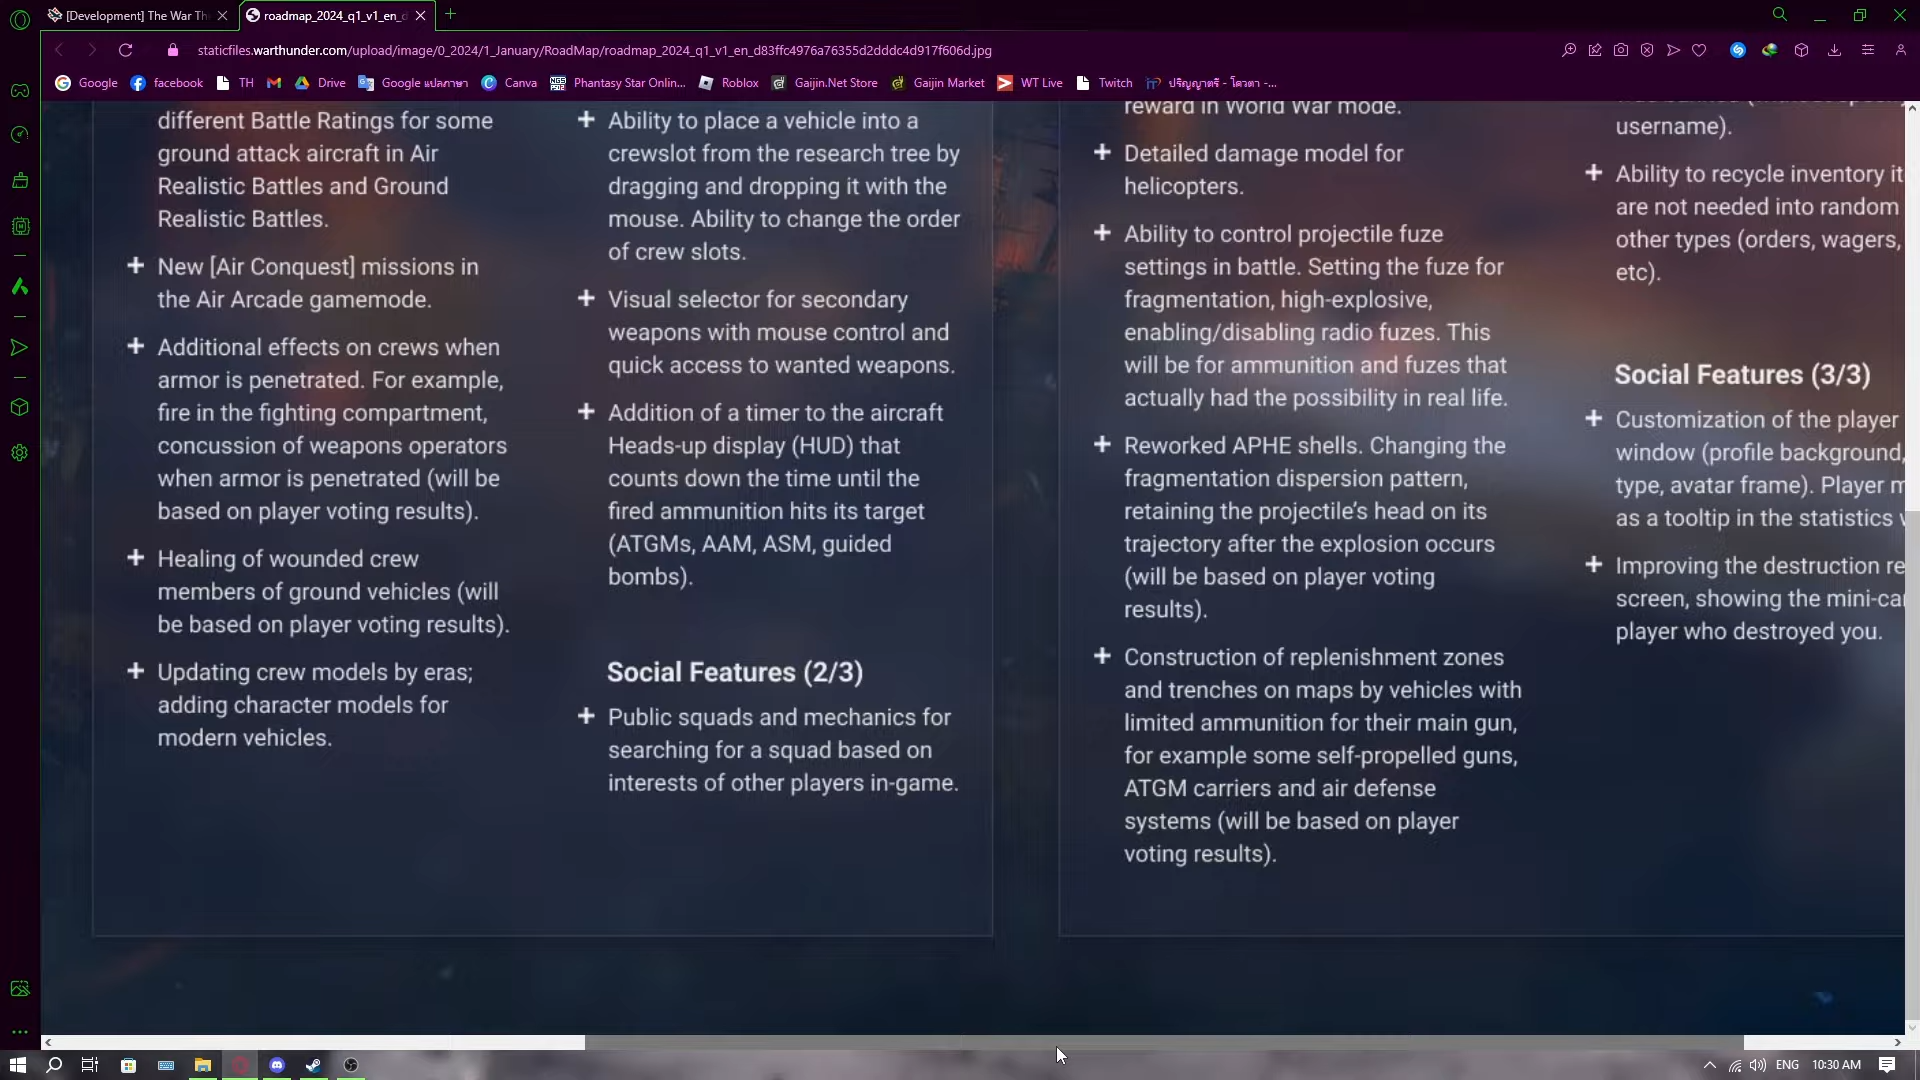 [Development] The War Th
roadmap_2024_q1_v1_en_d
staticfiles.warthunder.com/upload/image/0_2024/1_January/RoadMap/roadmap_2024_q1_v1_en_d83ffc4976a76355d2dddc4d917f606d.jpg
Google
facebook
TH
Drive
Google แปลภาษา
Canva
Phantasy Star Onlin...
Roblox
Gaijin.Net Store
Gaijin Market
WT Live
Twitch
ปริญญาตรี - โควตา -...
different Battle Ratings for some
ground attack aircraft in Air
Realistic Battles and Ground
Realistic Battles.
+ New [Air Conquest] missions in
the Air Arcade gamemode.
+ Additional effects on crews when
armor is penetrated. For example,
fire in the fighting compartment,
concussion of weapons operators
when armor is penetrated (will be
based on player voting results).
+ Healing of wounded crew
members of ground vehicles (will
be based on player voting results).
+ Updating crew models by eras;
adding character models for
modern vehicles.
+ Ability to place a vehicle into a
crewslot from the research tree by
dragging and dropping it with the
mouse. Ability to change the order
of crew slots.
+ Visual selector for secondary
weapons with mouse control and
quick access to wanted weapons.
+ Addition of a timer to the aircraft
Heads-up display (HUD) that
counts down the time until the
fired ammunition hits its target
(ATGMs, AAM, ASM, guided
bombs).
Social Features (2/3)
+ Public squads and mechanics for
searching for a squad based on
interests of other players in-game.
reward in World War mode.
+ Detailed damage model for
helicopters.
+ Ability to control projectile fuze
settings in battle. Setting the fuze for
fragmentation, high-explosive,
enabling/disabling radio fuzes. This
will be for ammunition and fuzes that
actually had the possibility in real life.
+ Reworked APHE shells. Changing the
fragmentation dispersion pattern,
retaining the projectile’s head on its
trajectory after the explosion occurs
(will be based on player voting
results).
+ Construction of replenishment zones
and trenches on maps by vehicles with
limited ammunition for their main gun,
for example some self-propelled guns,
ATGM carriers and air defense
systems (will be based on player
voting results).
username).
+ Ability to recycle inventory it
are not needed into random
other types (orders, wagers,
etc).
Social Features (3/3)
+ Customization of the player
window (profile background,
type, avatar frame). Player m
as a tooltip in the statistics
+ Improving the destruction re
screen, showing the mini-ca
player who destroyed you.
ENG
10:30 AM